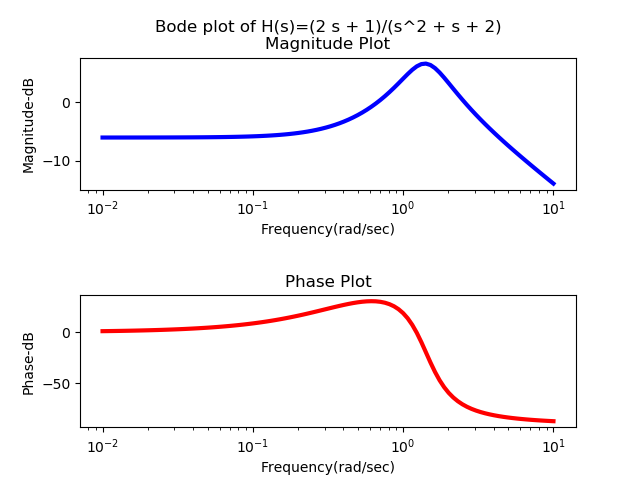 Bode plot of H(s)=(2 s + 1)/(s^2 + s + 2)
Magnitude Plot
Magnitude-dB
0
−10
10^−2
10^−1
10^0
10^1
Frequency(rad/sec)
Phase Plot
Phase-dB
0
−50
10^−2
10^−1
10^0
10^1
Frequency(rad/sec)